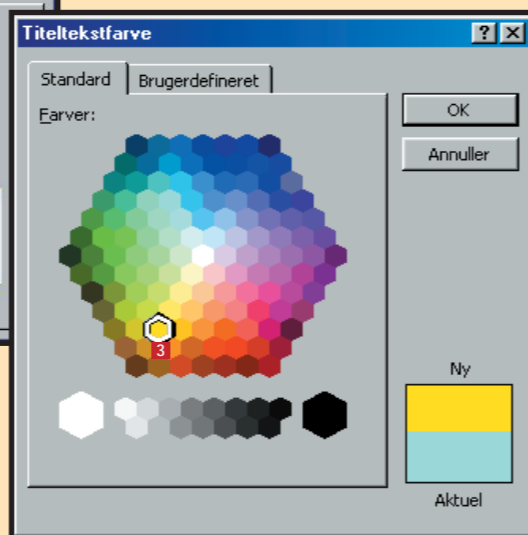 Titeltekstfarve
Standard
Brugerdefineret
Farver:
OK
Annuller
3
Ny
Aktuel